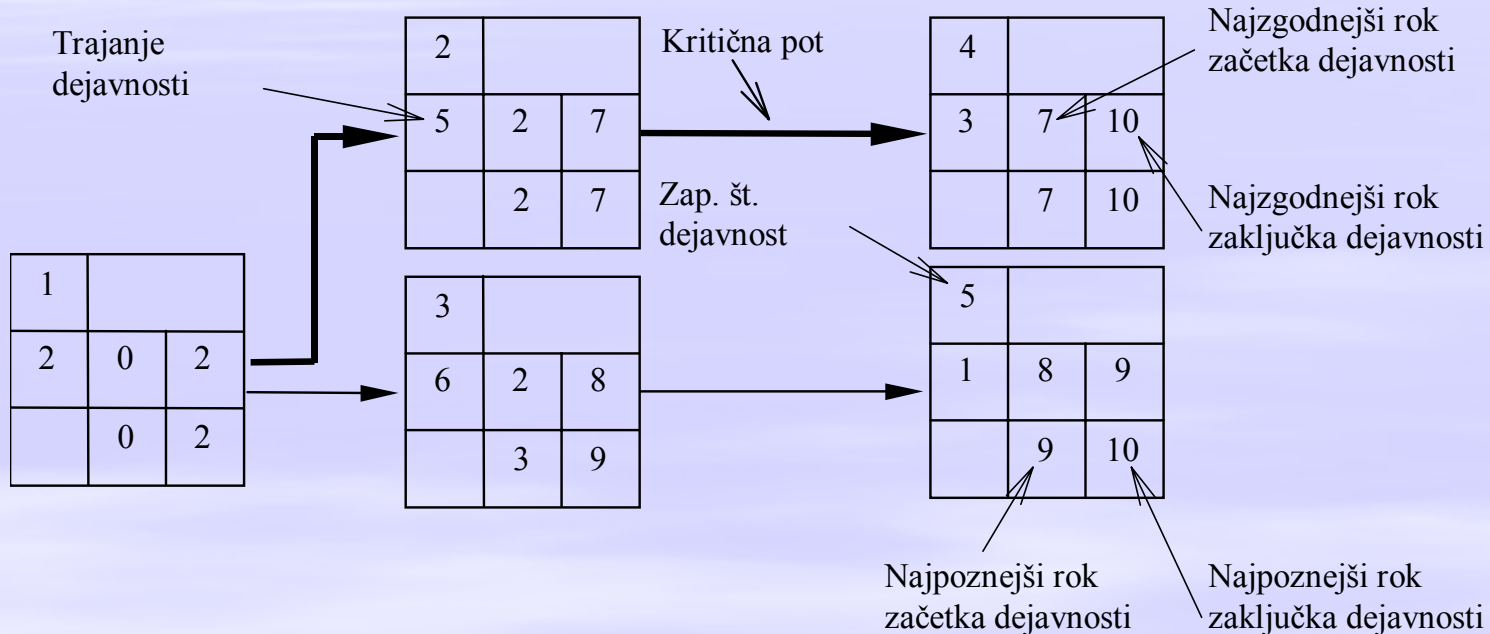 Trajanje
dejavnosti
2
5 2 7
2 7
Kritična pot
4
3 7 10
7 10
Najzgodnejši rok
začetka dejavnosti
Najzgodnejši rok
zaključka dejavnosti
Zap. št.
dejavnost
1
2 0 2
0 2
3
6 2 8
3 9
5
1 8 9
9 10
Najpoznejši rok
začetka dejavnosti
Najpoznejši rok
zaključka dejavnosti